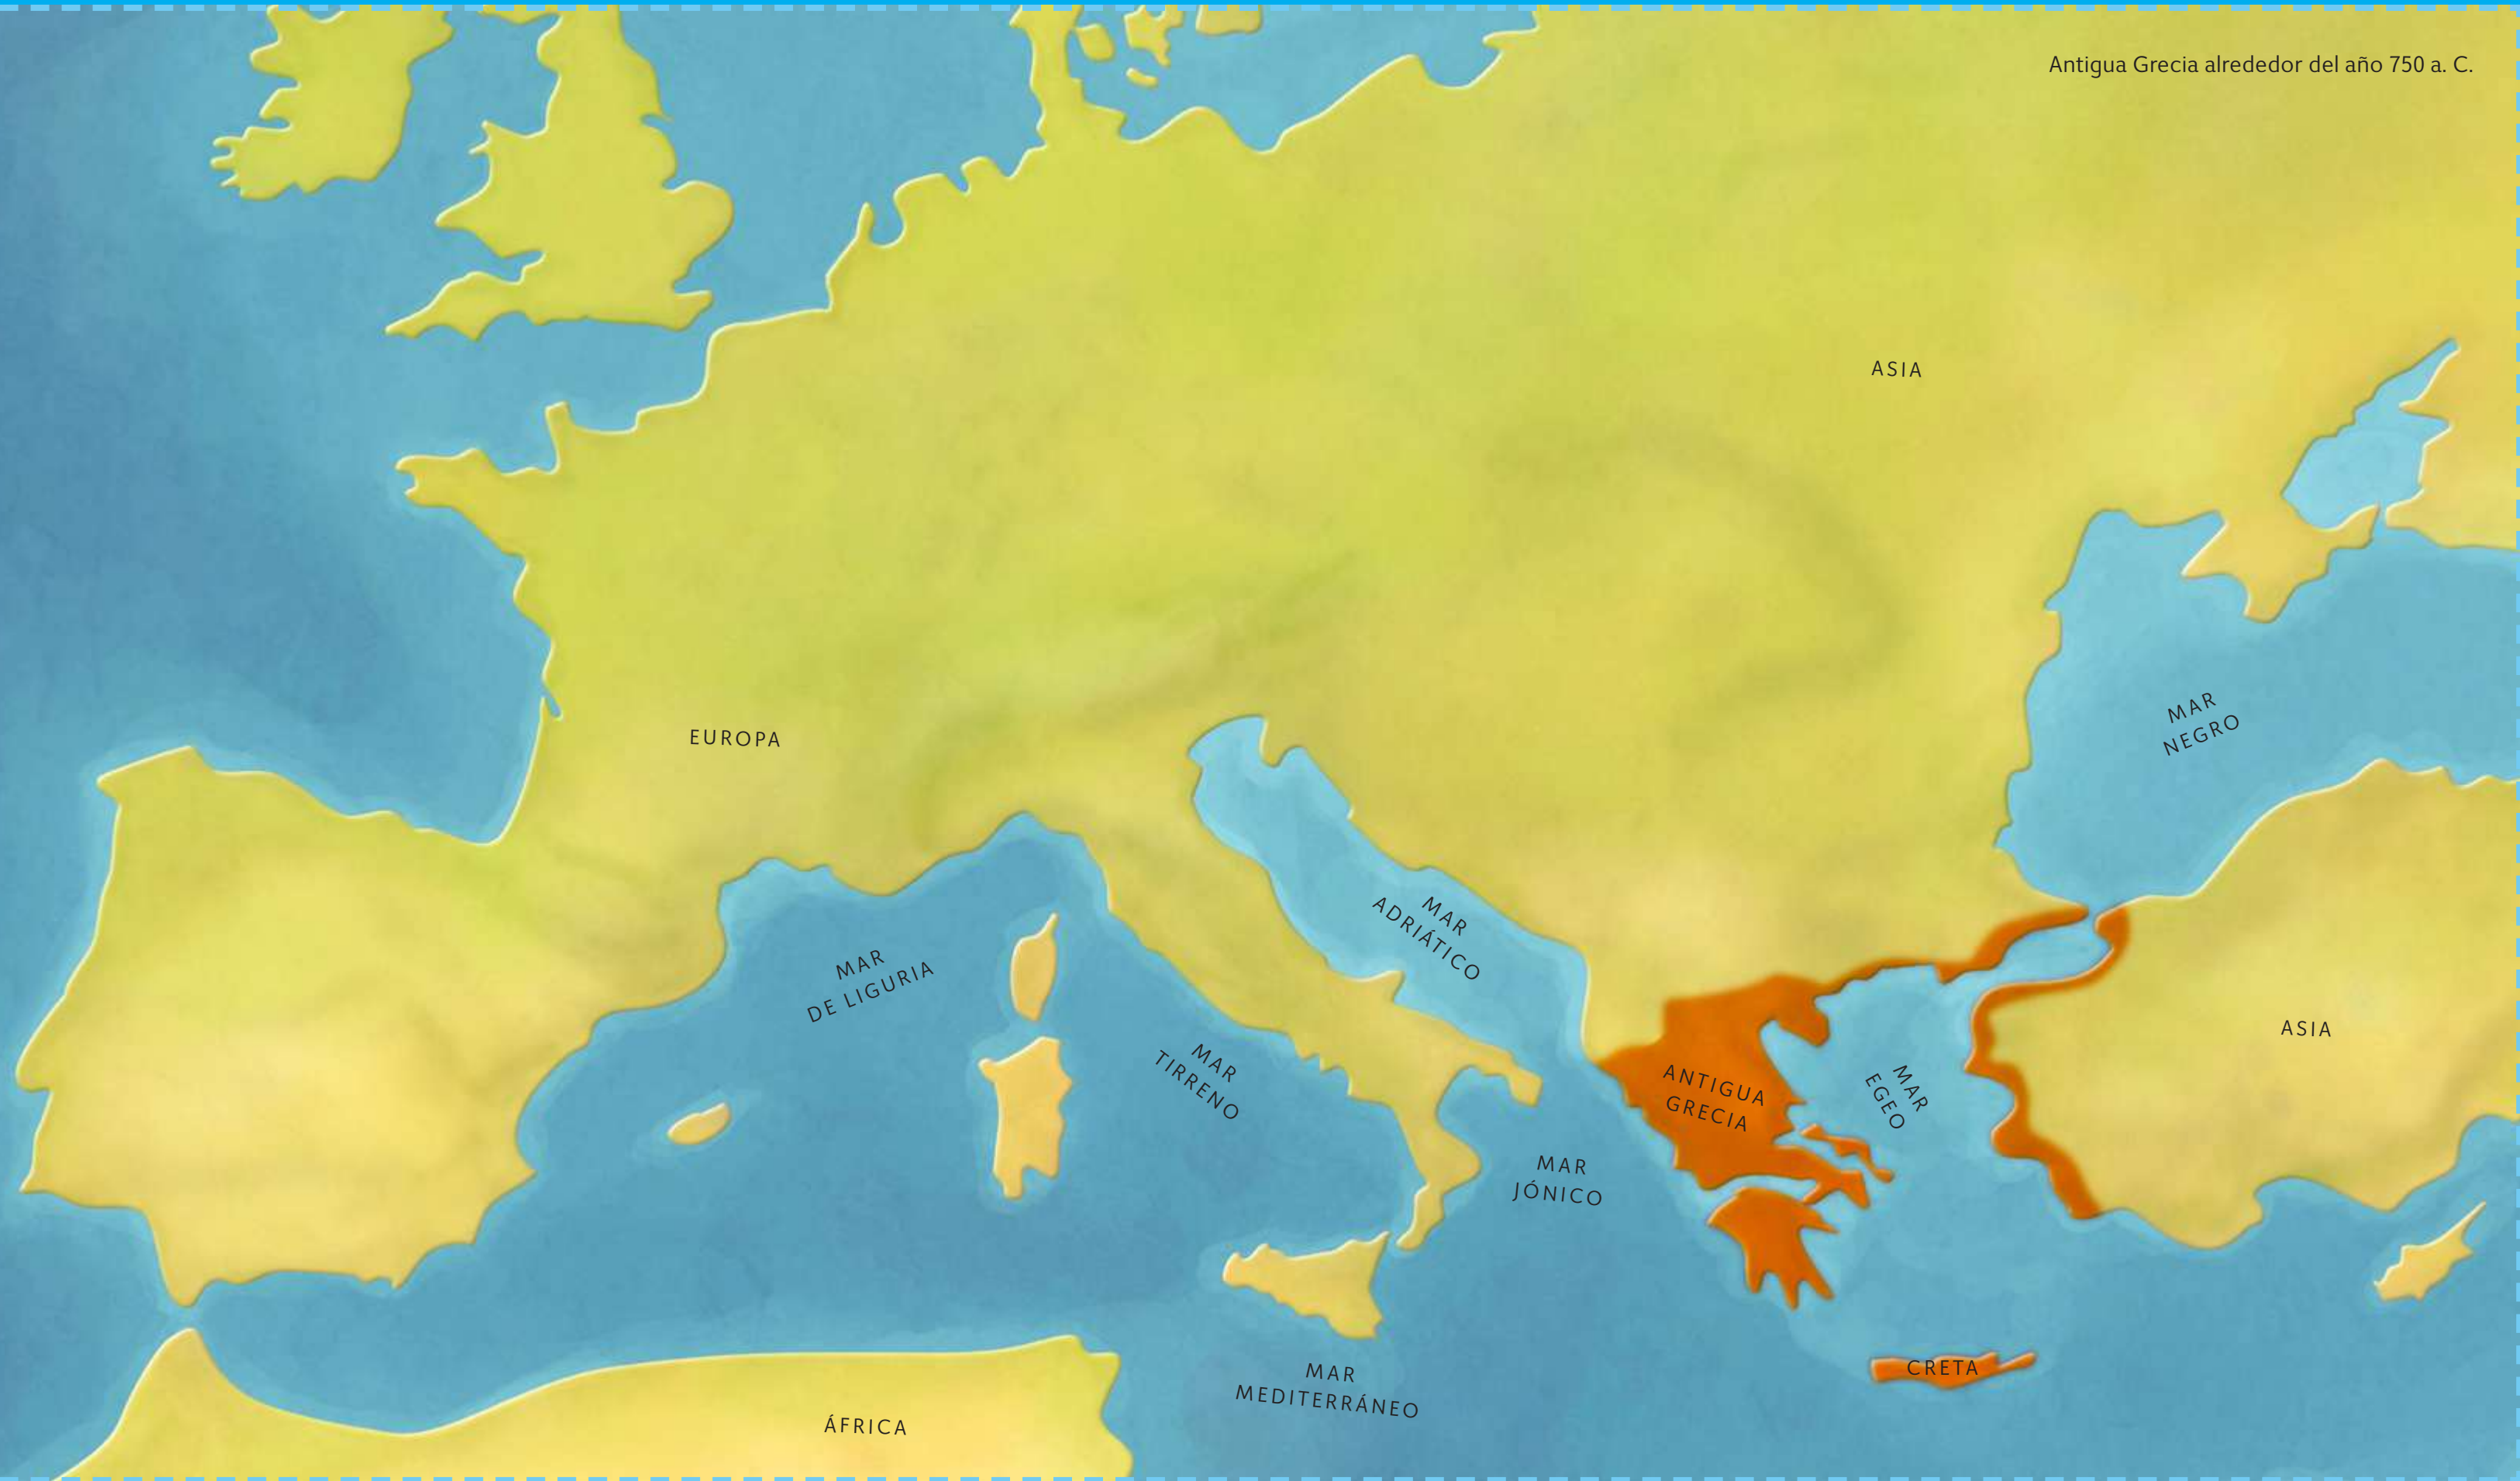 Antigua Grecia alrededor del año 750 a. C.
ASIA
EUROPA
MAR
NEGRO
MAR
ADRIÁTICO
MAR
DE LIGURIA
ASIA
MAR
TIRRENO
ANTIGUA
GRECIA
MAR
EGEO
MAR
JÓNICO
MAR
MEDITERRÁNEO
CRETA
ÁFRICA